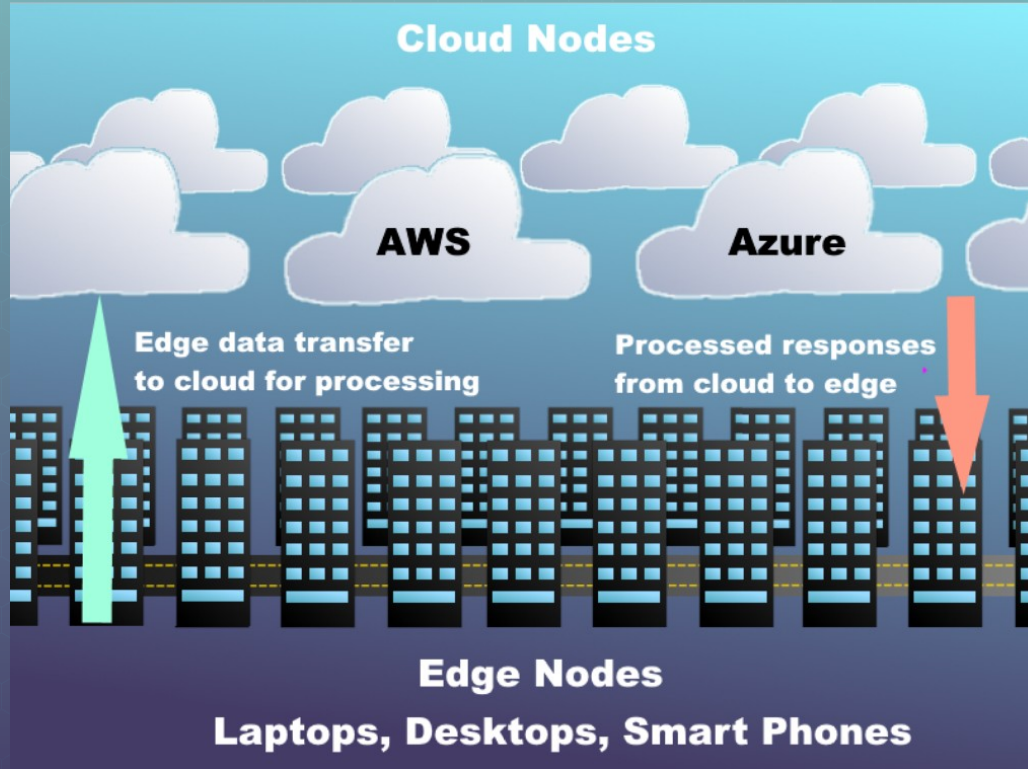 Cloud Nodes
AWS
Azure
Edge data transfer
to cloud for processing
Processed responses
from cloud to edge
Edge Nodes
Laptops, Desktops, Smart Phones